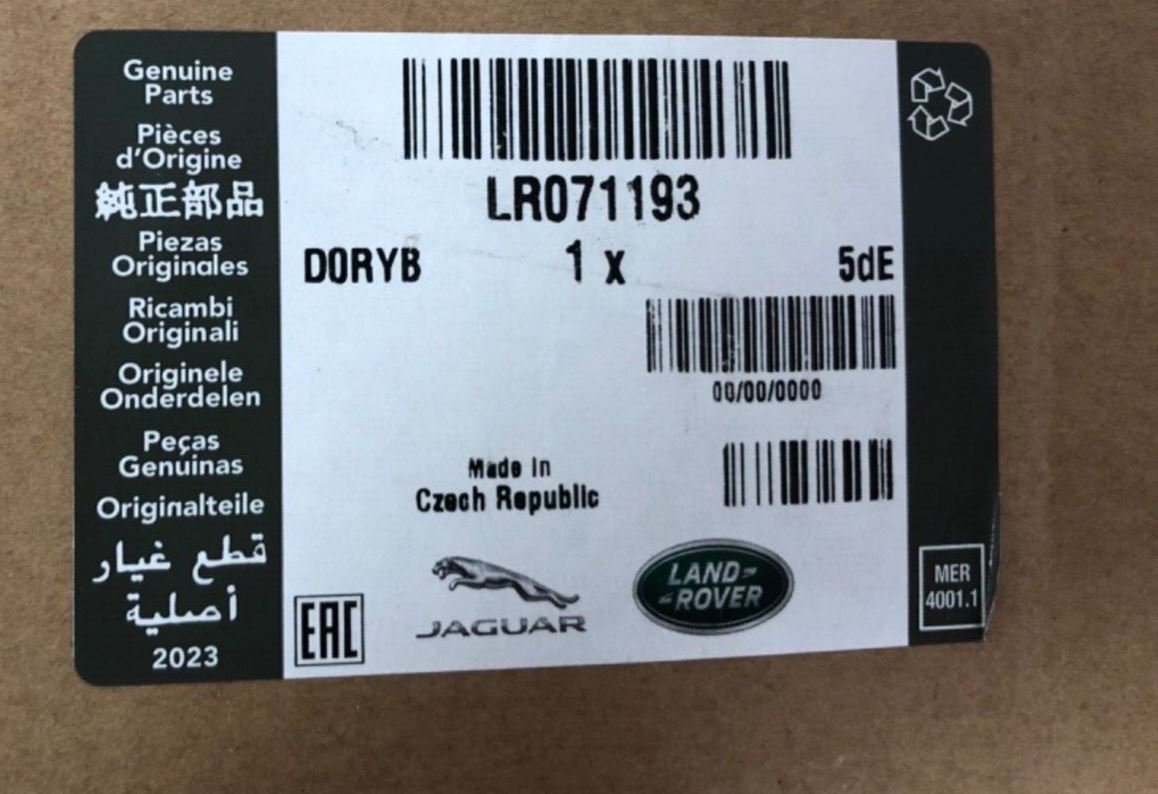 Genuine
Parts
Pièces
d'Origine
純正部品
Piezas
Originales
Ricambi
Originali
Originele
Onderdelen
Peças
Genuinas
Originalteile
قطع غيار
أصلية
2023
LR071193
DORYB 1 x 5dE
00/00/0000
Made in
Czech Republic
EAC
JAGUAR
LAND-
-ROVER
MER
4001.1